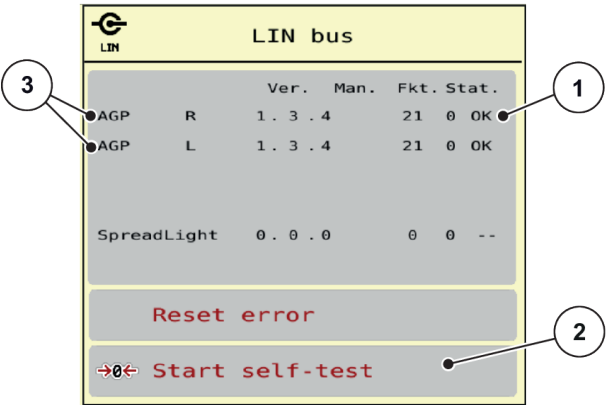 LIN
LIN bus
Ver. Man. Fkt. Stat.
AGP R 1.3.4 21 0 OK
AGP L 1.3.4 21 0 OK
SpreadLight 0.0.0 0 0 --
Reset error
→0← Start self-test
3
1
2